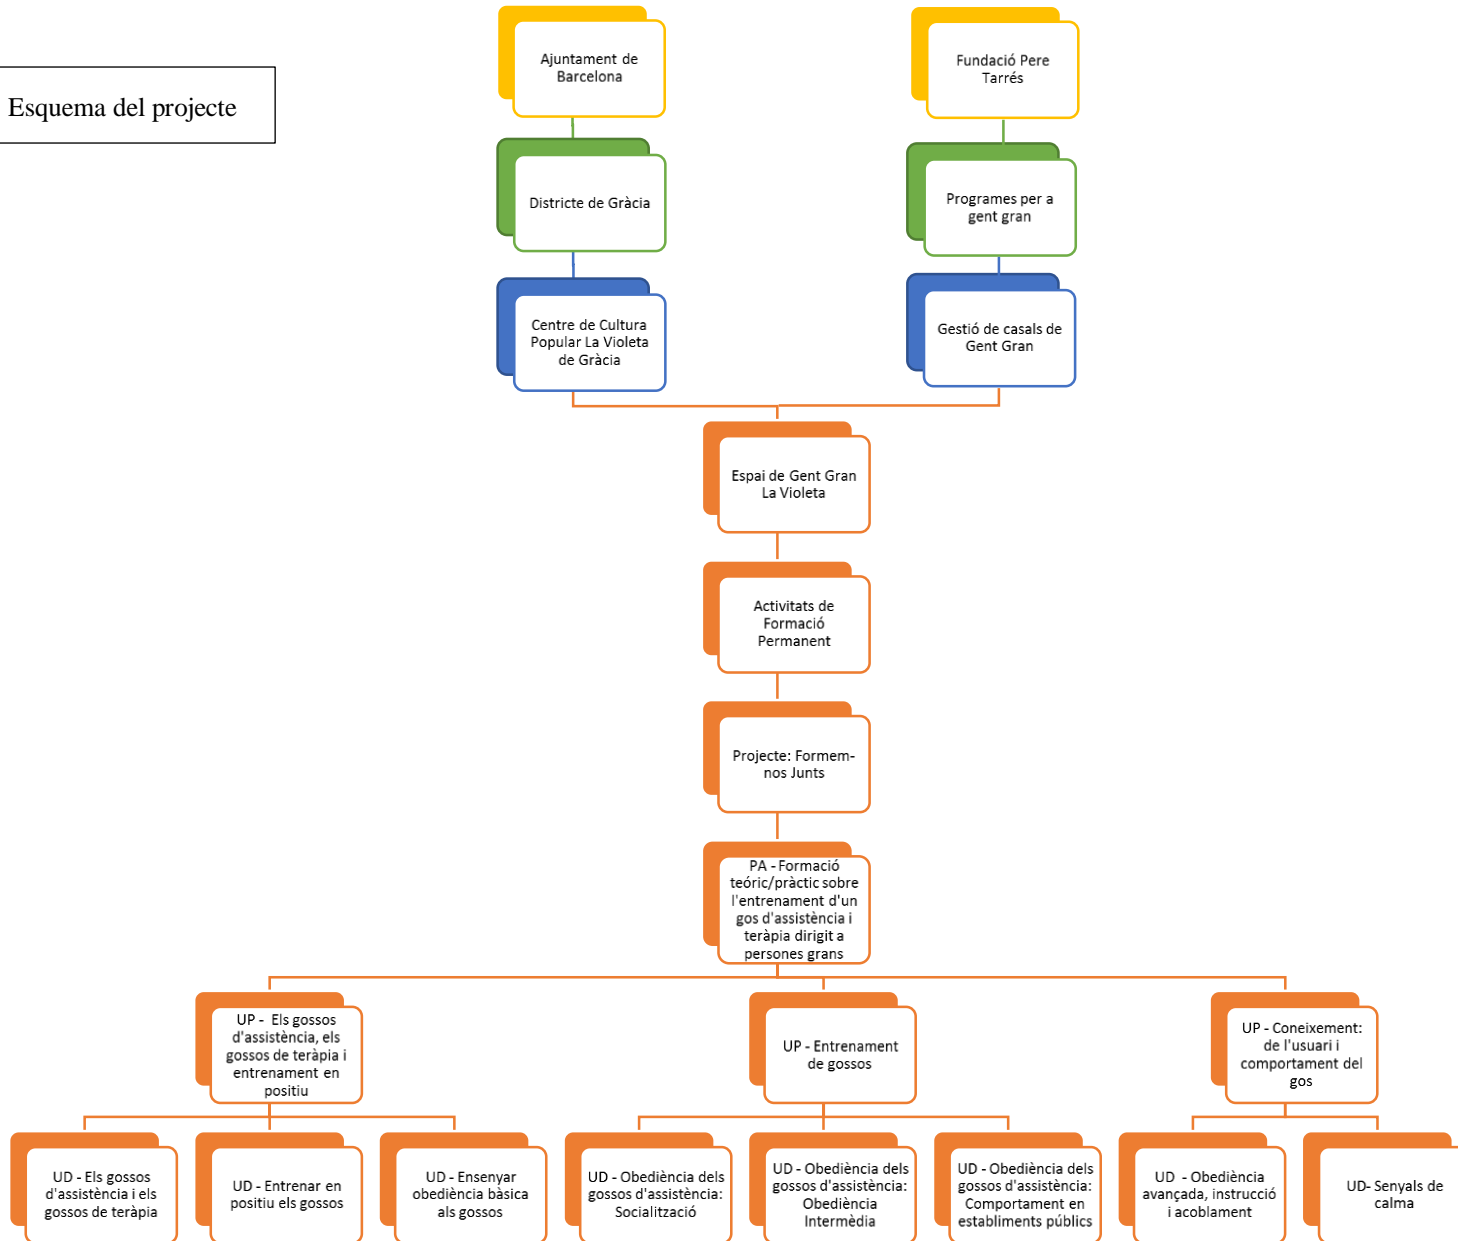 Esquema del projecte
Ajuntament de
Barcelona
Fundació Pere
Tarrés
Districte de Gràcia
Programes per a
gent gran
Centre de Cultura
Popular La Violeta
de Gràcia
Gestió de casals de
Gent Gran
Espai de Gent Gran
La Violeta
Activitats de
Formació
Permanent
Projecte: Formem-
nos Junts
PA - Formació
teóric/pràctic sobre
l'entrenament d'un
gos d'assistència i
teràpia dirigit a
persones grans
UP - Els gossos
d'assistència, els
gossos de teràpia i
entrenament en
positiu
UP - Entrenament
de gossos
UP - Coneixement:
de l'usuari i
comportament del
gos
UD - Els gossos
d'assistència i els
gossos de teràpia
UD - Entrenar en
positiu els gossos
UD - Ensenyar
obediència bàsica
als gossos
UD - Obediència dels
gossos d'assistència:
Socialització
UD - Obediència dels
gossos d'assistència:
Obediència
Intermèdia
UD - Obediència dels
gossos d'assistència:
Comportament en
establiments públics
UD - Obediència
avançada, instrucció
i acoblament
UD- Senyals de
calma